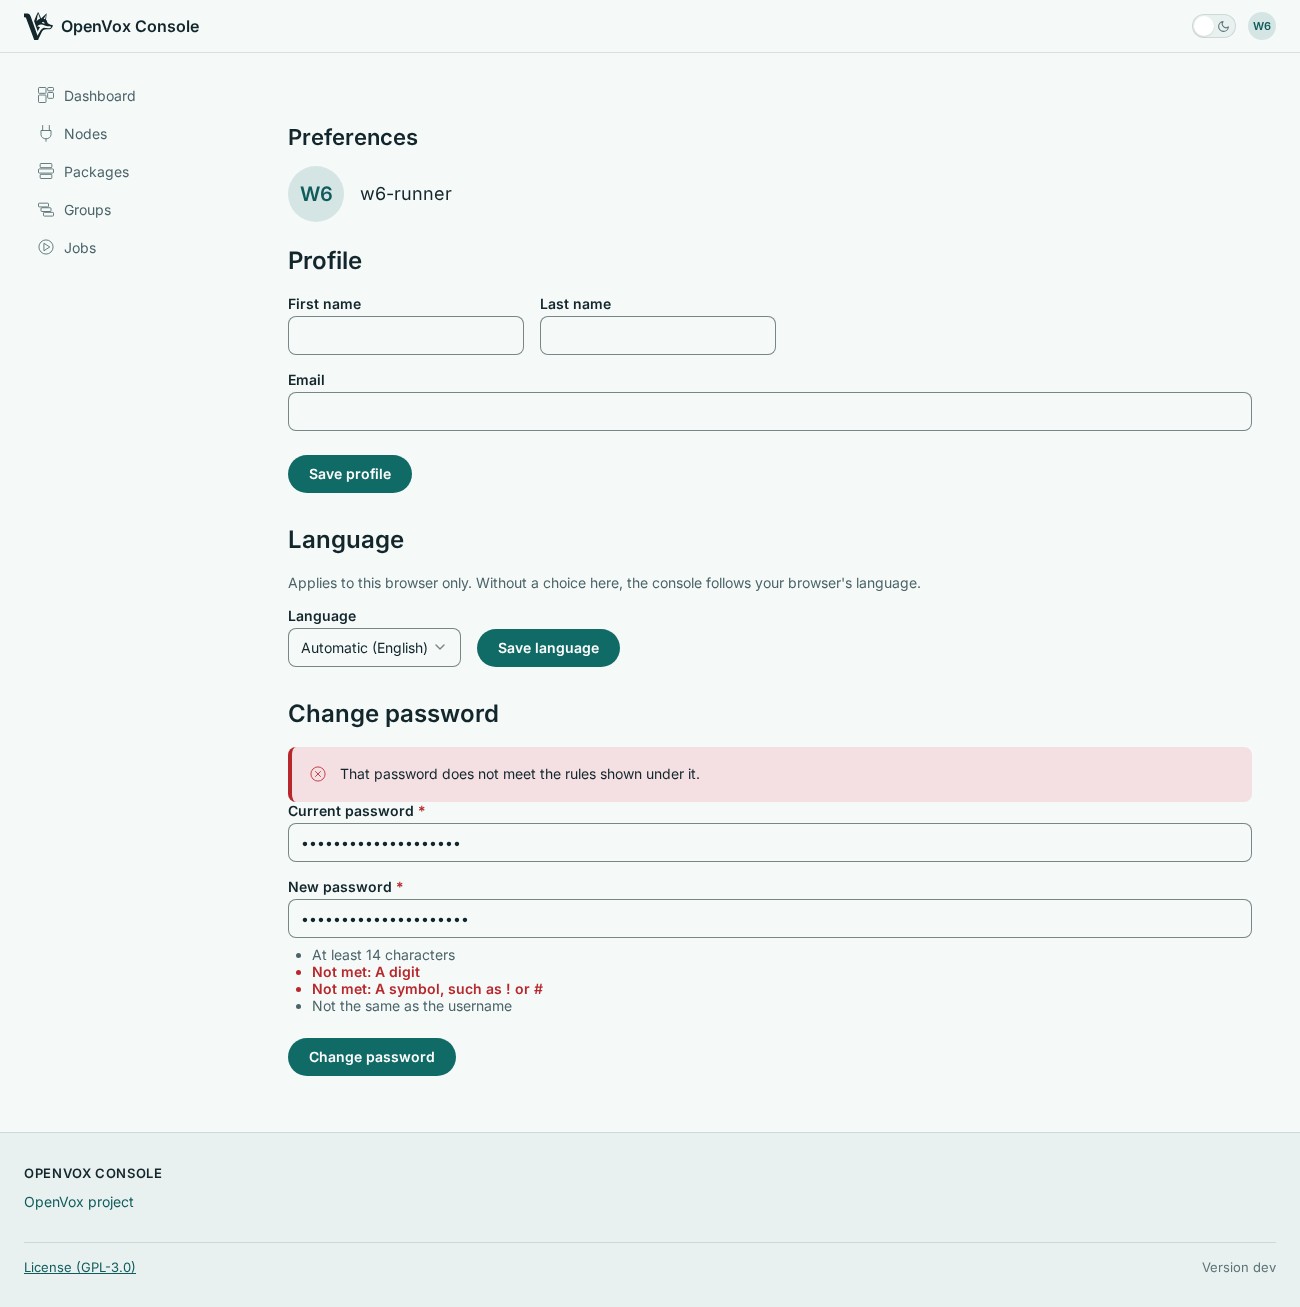 OpenVox Console
W6
Dashboard
Nodes
Packages
Groups
Jobs
Preferences
W6 w6-runner
Profile
First name Last name
Email
Save profile
Language
Applies to this browser only. Without a choice here, the console follows your browser's language.
Language
Automatic (English) Save language
Change password
That password does not meet the rules shown under it.
Current password *
•••••••••••••••••••••
New password *
••••••••••••••••••••••
• At least 14 characters
• Not met: A digit
• Not met: A symbol, such as ! or #
• Not the same as the username
Change password
OPENVOX CONSOLE
OpenVox project
License (GPL-3.0) Version dev